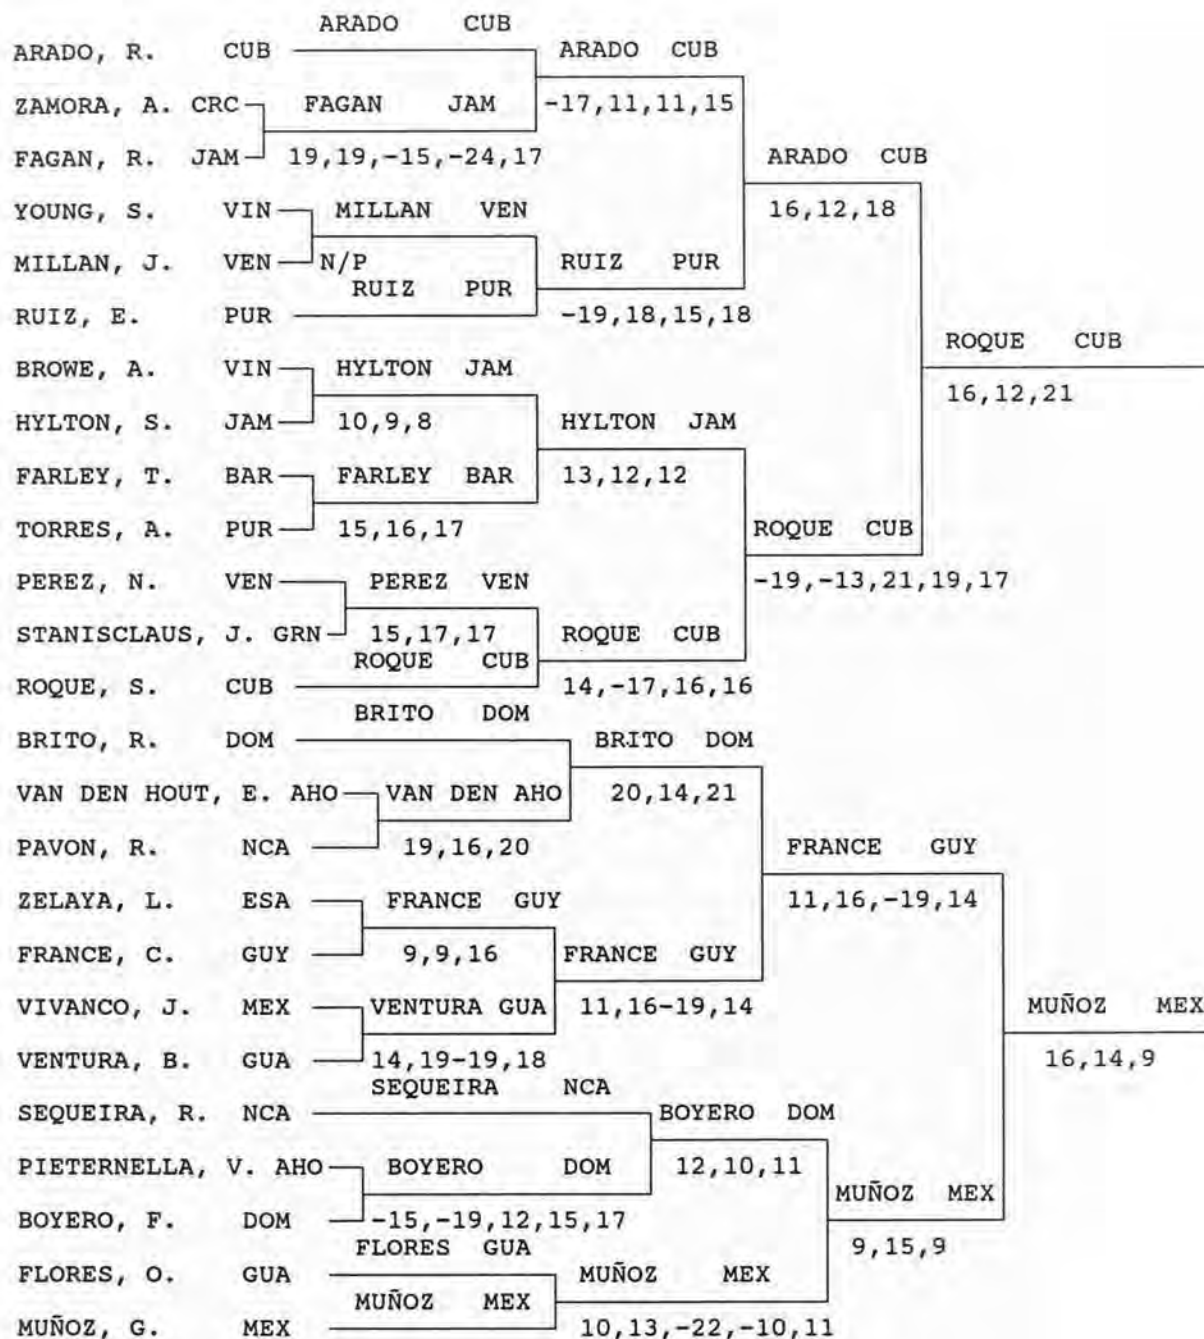 ARADO CUB
ARADO, R. CUB ARADO CUB
ZAMORA, A. CRC FAGAN JAM -17,11,11,15
FAGAN, R. JAM 19,19,-15,-24,17 ARADO CUB
YOUNG, S. VIN MILLAN VEN 16,12,18
MILLAN, J. VEN N/P RUIZ PUR
RUIZ PUR
RUIZ, E. PUR -19,18,15,18
ROQUE CUB
BROWE, A. VIN HYLTON JAM
16,12,21
HYLTON, S. JAM 10,9,8 HYLTON JAM
FARLEY, T. BAR FARLEY BAR 13,12,12
TORRES, A. PUR 15,16,17 ROQUE CUB
PEREZ, N. VEN PEREZ VEN -19,-13,21,19,17
STANISCLAUS, J. GRN 15,17,17 ROQUE CUB
ROQUE CUB
ROQUE, S. CUB 14,-17,16,16
BRITO DOM
BRITO, R. DOM BRITO DOM
VAN DEN HOUT, E. AHO VAN DEN AHO 20,14,21
PAVON, R. NCA 19,16,20 FRANCE GUY
ZELAYA, L. ESA FRANCE GUY 11,16,-19,14
FRANCE, C. GUY 9,9,16 FRANCE GUY
VIVANCO, J. MEX VENTURA GUA 11,16-19,14 MUÑOZ MEX
VENTURA, B. GUA 14,19-19,18 16,14,9
SEQUEIRA NCA
SEQUEIRA, R. NCA BOYERO DOM
PIETERNELLA, V. AHO BOYERO DOM 12,10,11
MUÑOZ MEX
BOYERO, F. DOM -15,-19,12,15,17
FLORES GUA 9,15,9
FLORES, O. GUA MUÑOZ MEX
MUÑOZ MEX
MUÑOZ, G. MEX 10,13,-22,-10,11